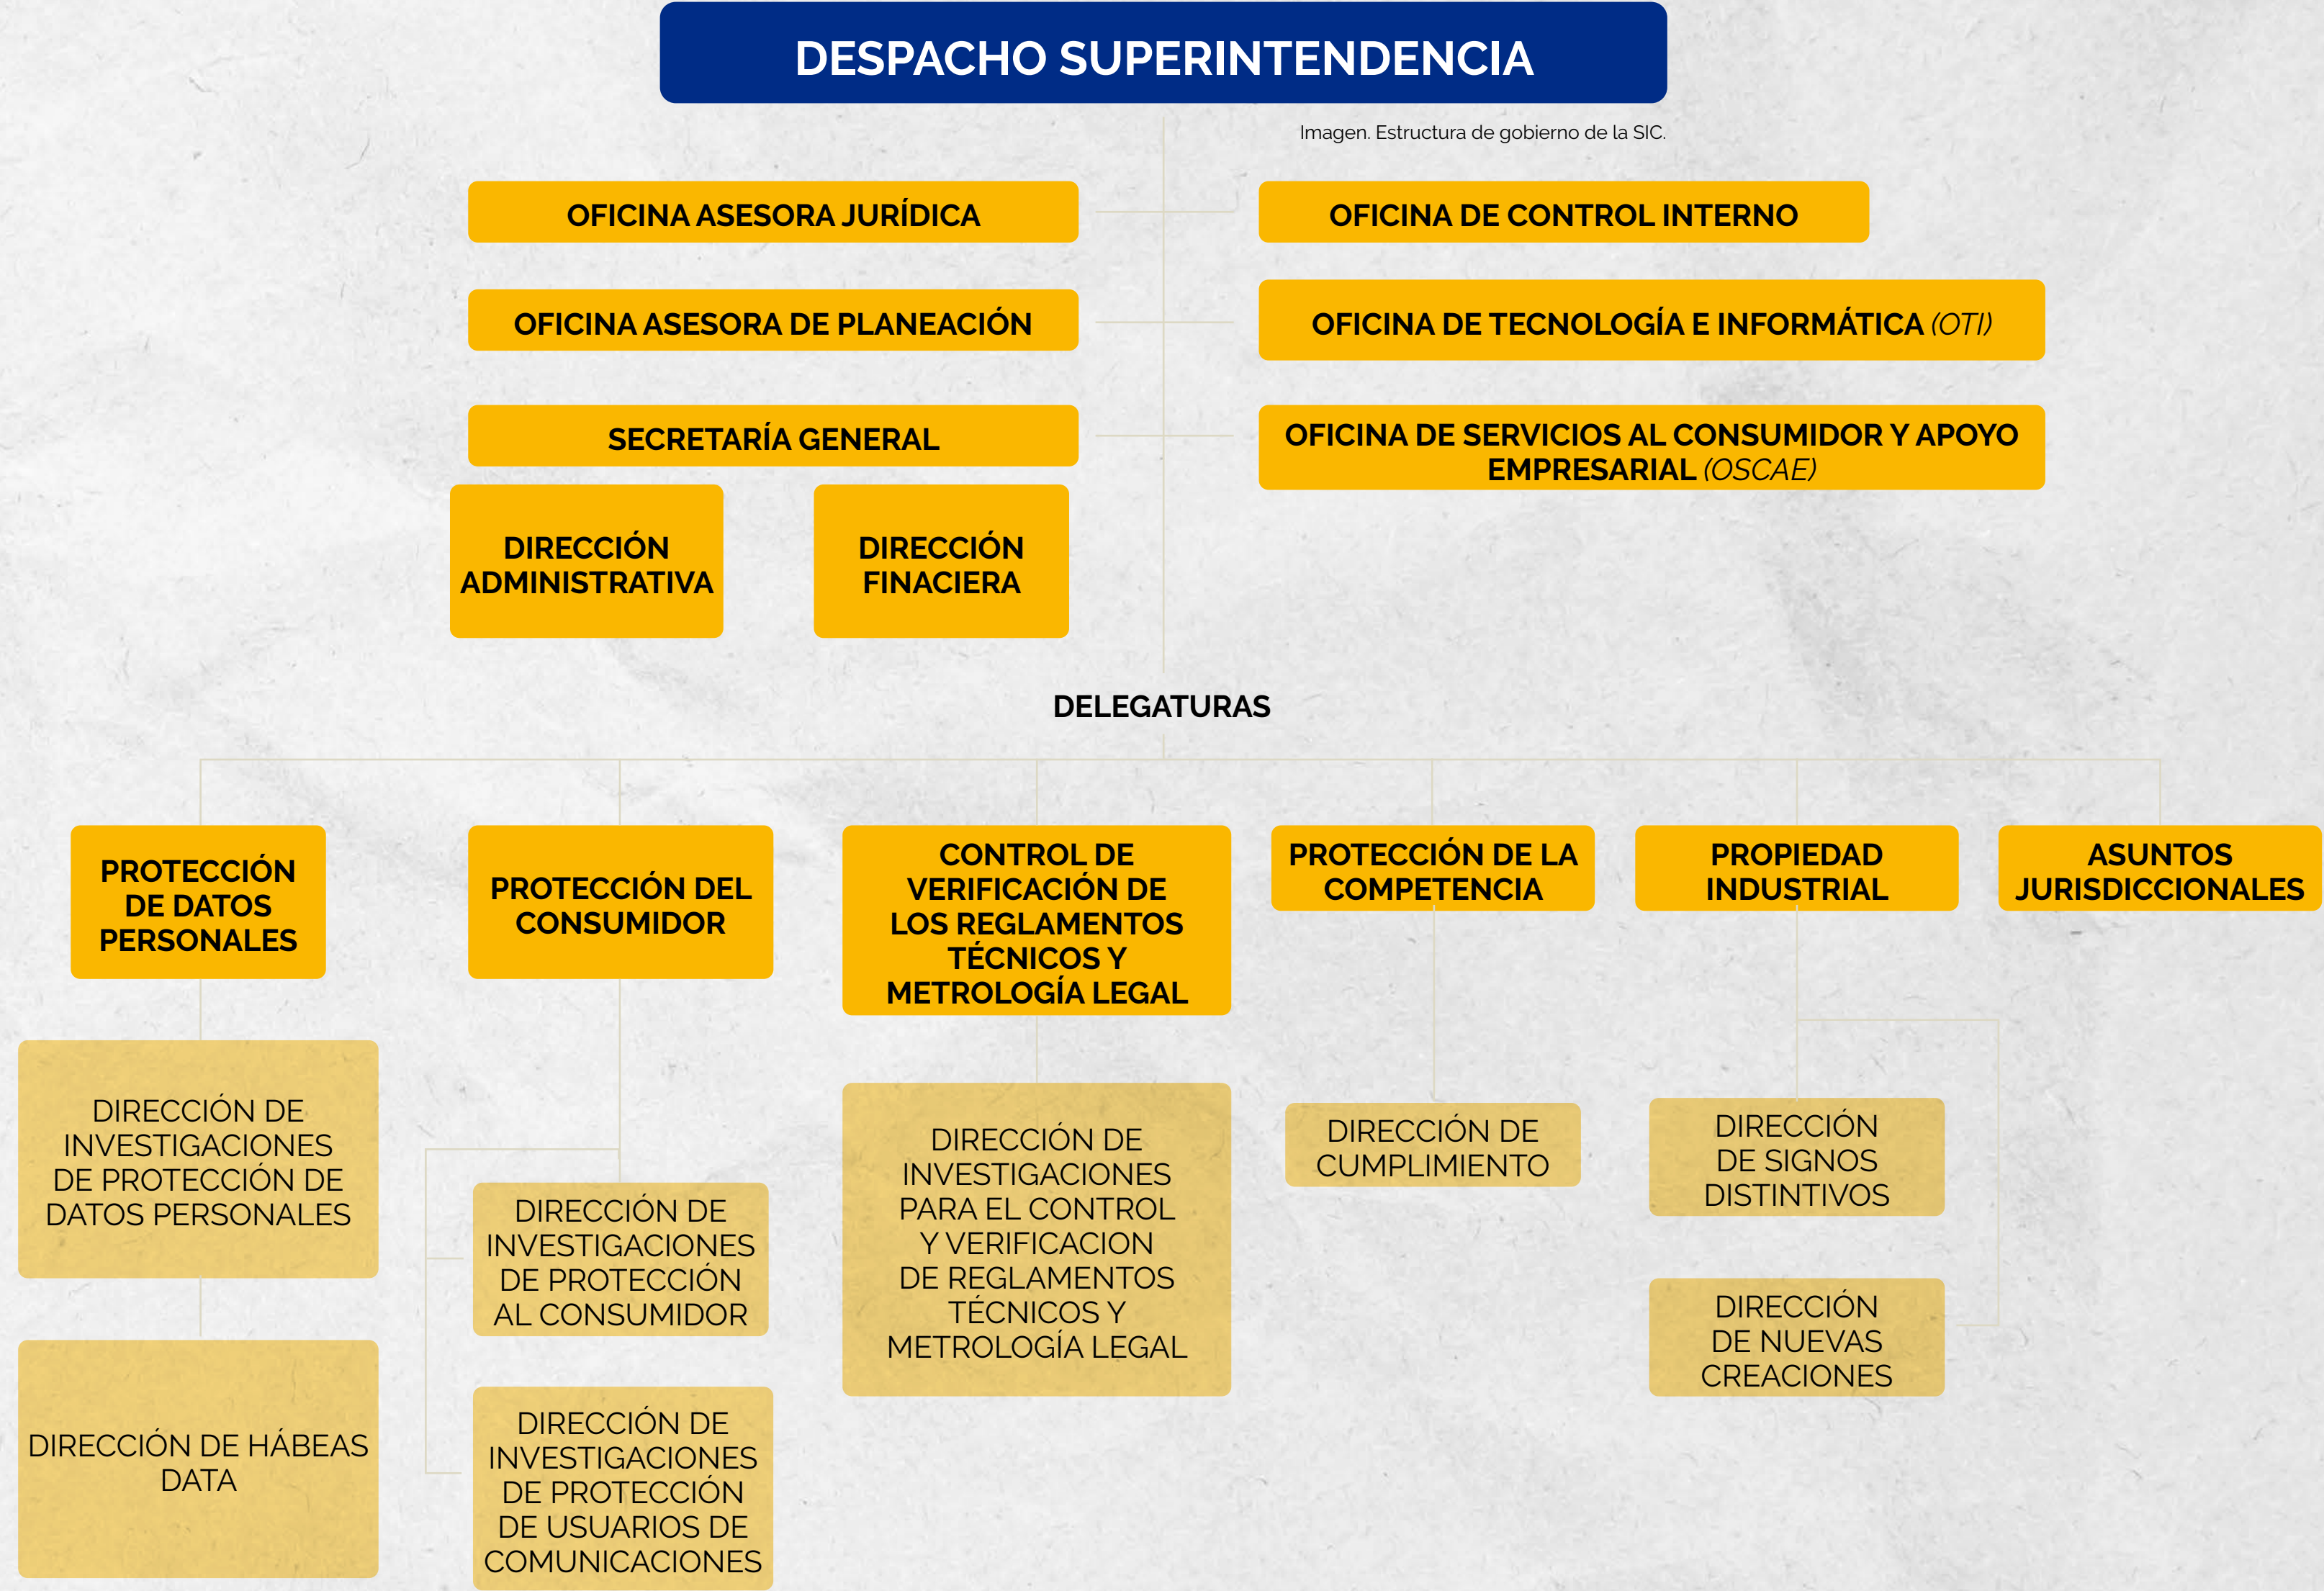 DESPACHO SUPERINTENDENCIA
Imagen. Estructura de gobierno de la SIC.
OFICINA ASESORA JURÍDICA
OFICINA DE CONTROL INTERNO
OFICINA ASESORA DE PLANEACIÓN
OFICINA DE TECNOLOGÍA E INFORMÁTICA (OTI)
SECRETARÍA GENERAL
OFICINA DE SERVICIOS AL CONSUMIDOR Y APOYO
EMPRESARIAL (OSCAE)
DIRECCIÓN
ADMINISTRATIVA
DIRECCIÓN
FINACIERA
DELEGATURAS
PROTECCIÓN
DE DATOS
PERSONALES
PROTECCIÓN DEL
CONSUMIDOR
CONTROL DE
VERIFICACIÓN DE
LOS REGLAMENTOS
TÉCNICOS Y
METROLOGÍA LEGAL
PROTECCIÓN DE LA
COMPETENCIA
PROPIEDAD
INDUSTRIAL
ASUNTOS
JURISDICCIONALES
DIRECCIÓN DE
INVESTIGACIONES
DE PROTECCIÓN DE
DATOS PERSONALES
DIRECCIÓN DE HÁBEAS
DATA
DIRECCIÓN DE
INVESTIGACIONES
DE PROTECCIÓN
AL CONSUMIDOR
DIRECCIÓN DE
INVESTIGACIONES
DE PROTECCIÓN
DE USUARIOS DE
COMUNICACIONES
DIRECCIÓN DE
INVESTIGACIONES
PARA EL CONTROL
Y VERIFICACION
DE REGLAMENTOS
TÉCNICOS Y
METROLOGÍA LEGAL
DIRECCIÓN DE
CUMPLIMIENTO
DIRECCIÓN
DE SIGNOS
DISTINTIVOS
DIRECCIÓN
DE NUEVAS
CREACIONES